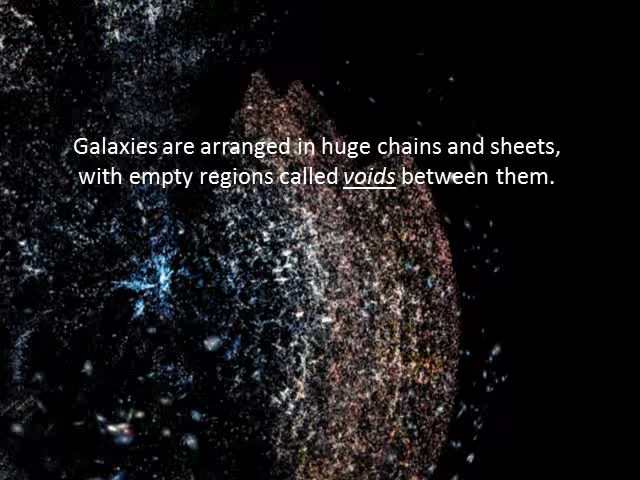 Galaxies are arranged in huge chains and sheets,
with empty regions called voids between them.